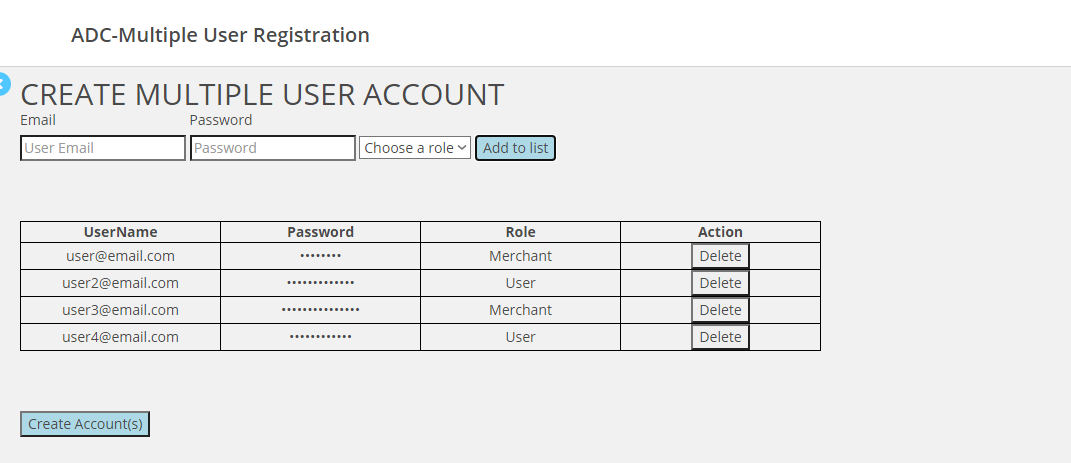 ADC-Multiple User Registration
CREATE MULTIPLE USER ACCOUNT
Email Password
User Email Password Choose a role Add to list
UserName Password Role Action
user@email.com •••••••• Merchant Delete
user2@email.com ••••••••••••• User Delete
user3@email.com ••••••••••••••• Merchant Delete
user4@email.com •••••••••••• User Delete
Create Account(s)